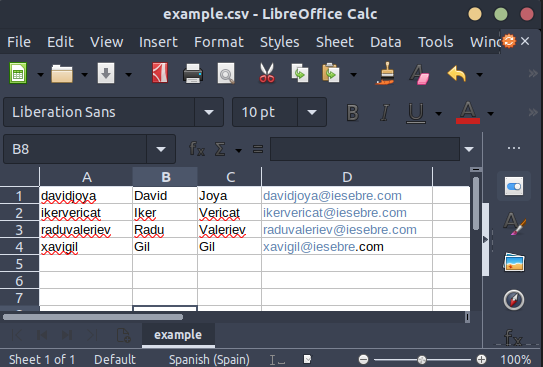 example.csv - LibreOffice Calc
File Edit View Insert Format Styles Sheet Data Tools
Liberation Sans 10 pt B I U A
B8 fx Σ =
A B C D
1 davidjoya David Joya davidjoya@iesebre.com
2 ikervericat Iker Vericat ikervericat@iesebre.com
3 raduvaleriev Radu Valeriev raduvaleriev@iesebre.com
4 xavigil Gil Gil xavigil@iesebre.com
5
6
7
example
Sheet 1 of 1 Default Spanish (Spain) 100%